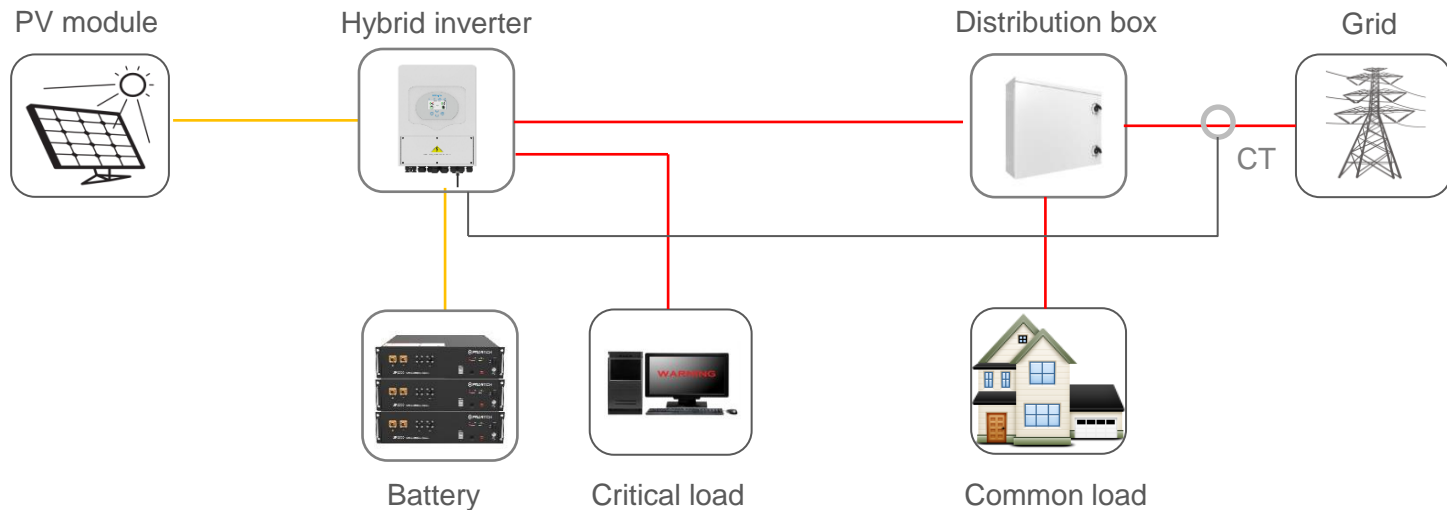 PV module
Hybrid inverter
Distribution box
Grid
CT
WARNING
Battery
Critical load
Common load